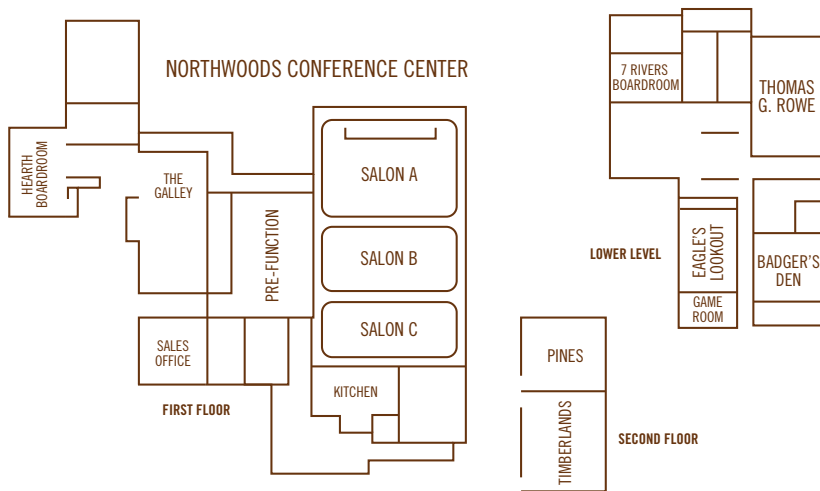 NORTHWOODS CONFERENCE CENTER
HEARTH
BOARDROOM
THE
GALLEY
PRE-FUNCTION
SALON A
SALON B
SALON C
SALES
OFFICE
KITCHEN
FIRST FLOOR
7 RIVERS
BOARDROOM
THOMAS
G. ROWE
LOWER LEVEL
EAGLE'S
LOOKOUT
BADGER'S
DEN
GAME
ROOM
PINES
TIMBERLANDS
SECOND FLOOR